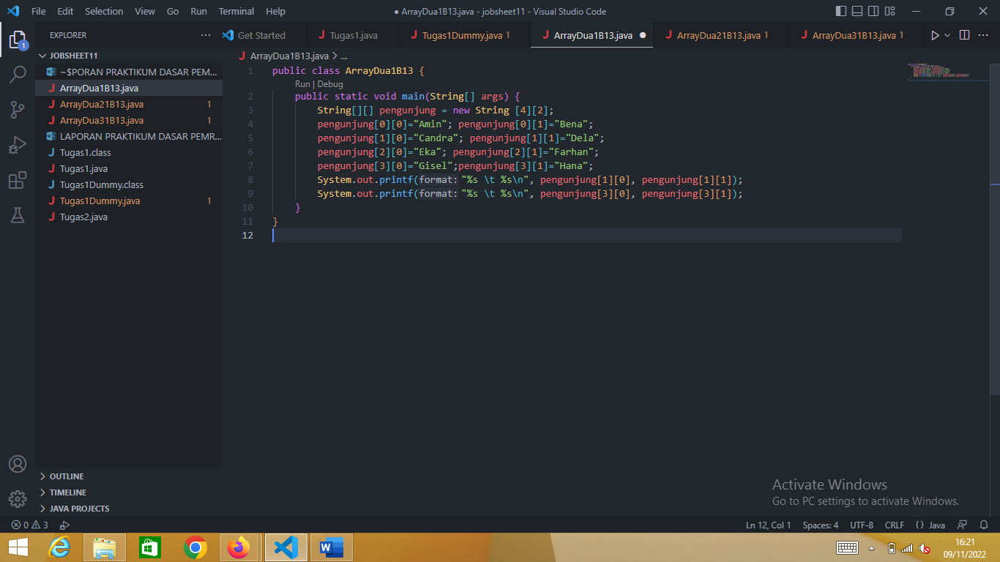 File Edit Selection View Go Run Terminal Help ● ArrayDua1B13.java - jobsheet11 - Visual Studio Code
EXPLORER ··· Get Started Tugas1.java Tugas1Dummy.java 1 ArrayDua1B13.java ● ArrayDua21B13.java 1 ArrayDua31B13.java 1 ···
JOBSHEET11
~$PORAN PRAKTIKUM DASAR PEM...
ArrayDua1B13.java
ArrayDua21B13.java 1
ArrayDua31B13.java 1
LAPORAN PRAKTIKUM DASAR PEMR...
Tugas1.class
Tugas1.java
Tugas1Dummy.class
Tugas1Dummy.java 1
Tugas2.java
OUTLINE
TIMELINE
JAVA PROJECTS
1
ArrayDua1B13.java > ...
1 public class ArrayDua1B13 {
Run | Debug
2 public static void main(String[] args) {
3 String[][] pengunjung = new String [4][2];
4 pengunjung[0][0]="Amin"; pengunjung[0][1]="Bena";
5 pengunjung[1][0]="Candra"; pengunjung[1][1]="Dela";
6 pengunjung[2][0]="Eka"; pengunjung[2][1]="Farhan";
7 pengunjung[3][0]="Gisel";pengunjung[3][1]="Hana";
8 System.out.printf(format:"%s \t %s\n", pengunjung[1][0], pengunjung[1][1]);
9 System.out.printf(format:"%s \t %s\n", pengunjung[3][0], pengunjung[3][1]);
10 }
11 }
12
Activate Windows
Go to PC settings to activate Windows.
0 3 Ln 12, Col 1 Spaces: 4 UTF-8 CRLF {} Java
16:21
09/11/2022